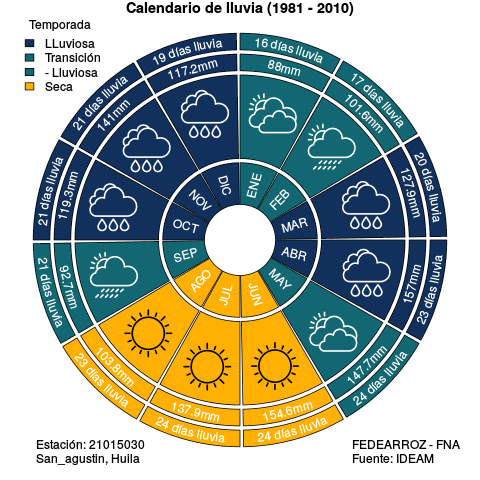 Calendario de lluvia (1981 - 2010)
Temporada
LLuviosa
Transición
- Lluviosa
Seca
16 días lluvia
88mm
ENE
17 días lluvia
101.6mm
FEB
20 días lluvia
127.9mm
MAR
23 días lluvia
157mm
ABR
24 días lluvia
147.7mm
MAY
24 días lluvia
154.6mm
JUN
24 días lluvia
137.9mm
JUL
23 días lluvia
103.8mm
AGO
21 días lluvia
92.7mm
SEP
21 días lluvia
119.3mm
OCT
21 días lluvia
141mm
NOV
19 días lluvia
117.2mm
DIC
Estación: 21015030
San_agustin, Huila
FEDEARROZ - FNA
Fuente: IDEAM